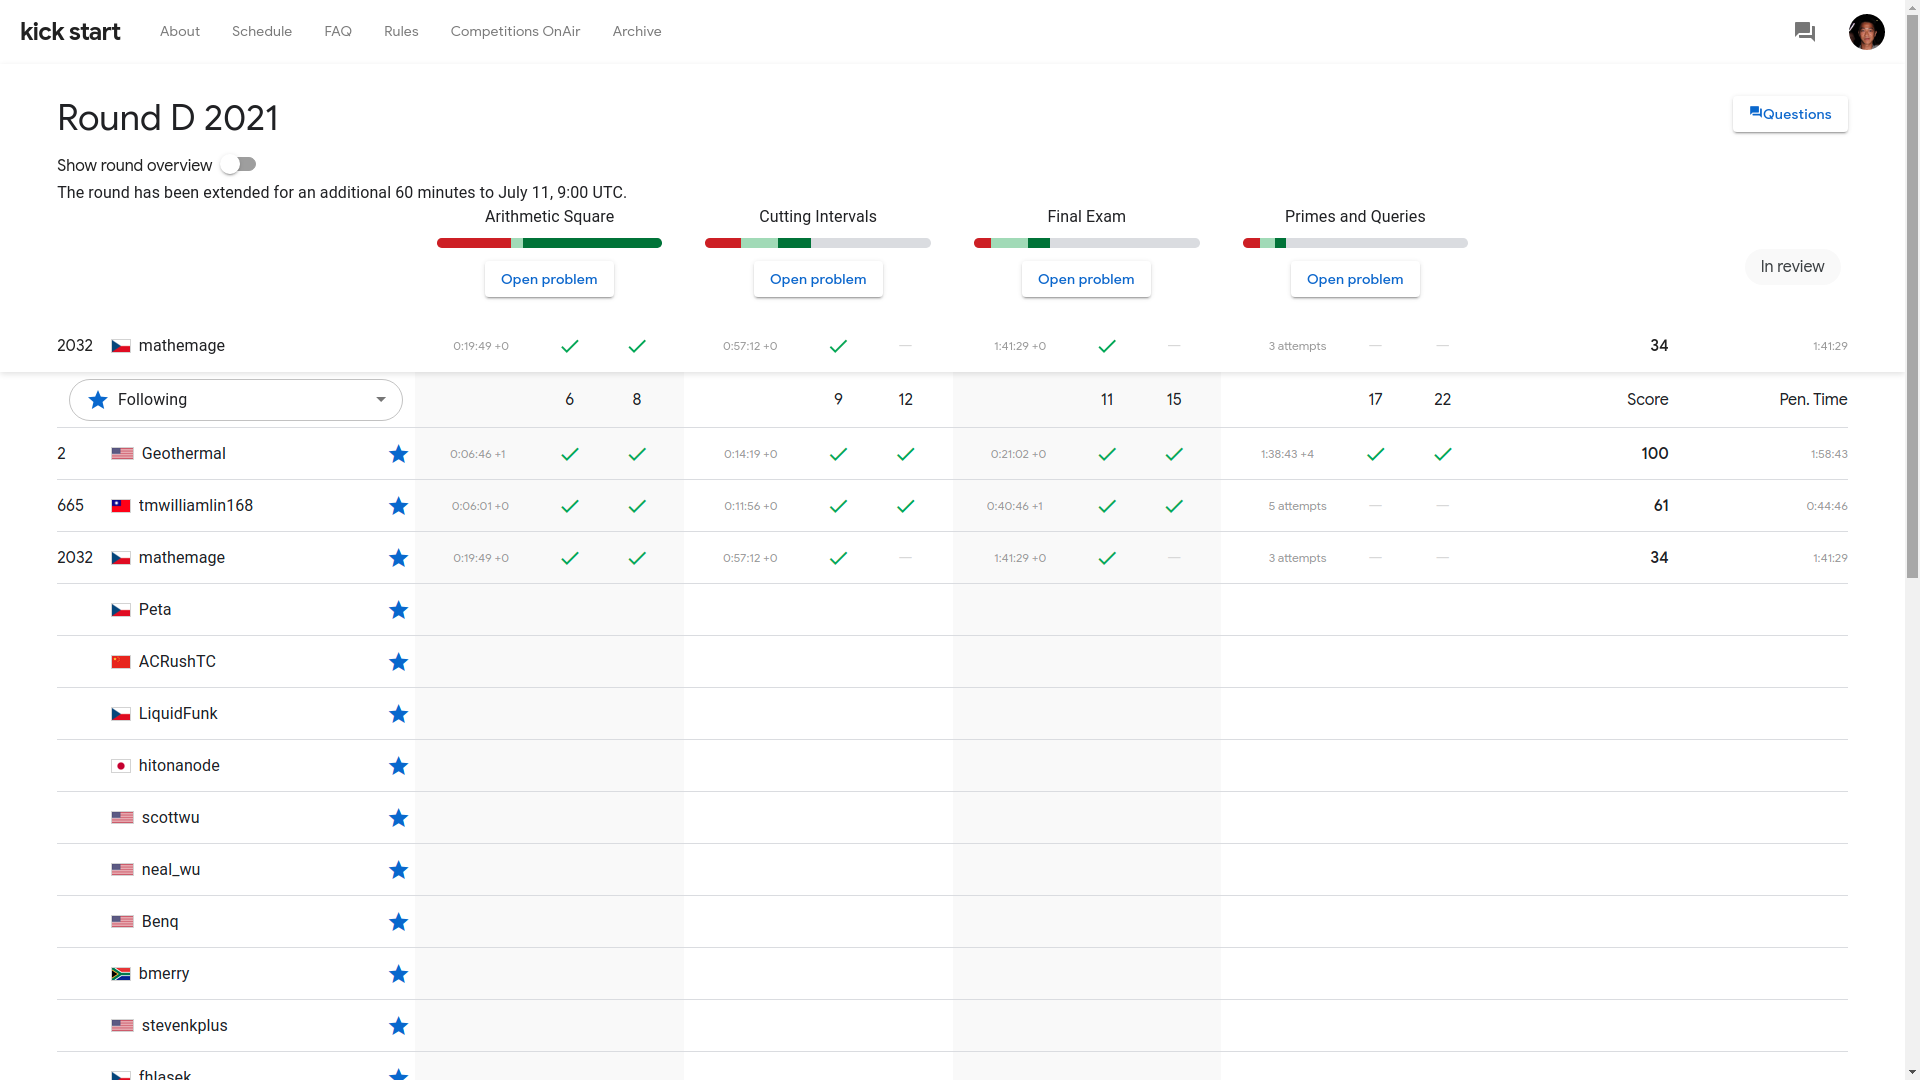 kick start About Schedule FAQ Rules Competitions OnAir Archive
Round D 2021
Questions
Show round overview
The round has been extended for an additional 60 minutes to July 11, 9:00 UTC.
Arithmetic Square Cutting Intervals Final Exam Primes and Queries
Open problem Open problem Open problem Open problem
In review
2032 mathemage 0:19:49 +0 0:57:12 +0 — 1:41:29 +0 — 3 attempts — — 34 1:41:29
Following 6 8 9 12 11 15 17 22 Score Pen. Time
2 Geothermal 0:06:46 +1 0:14:19 +0 0:21:02 +0 1:38:43 +4 100 1:58:43
665 tmwilliamlin168 0:06:01 +0 0:11:56 +0 0:40:46 +1 5 attempts — — 61 0:44:46
2032 mathemage 0:19:49 +0 0:57:12 +0 — 1:41:29 +0 — 3 attempts — — 34 1:41:29
Peta
ACRushTC
LiquidFunk
hitonanode
scottwu
neal_wu
Benq
bmerry
stevenkplus
fhlasek